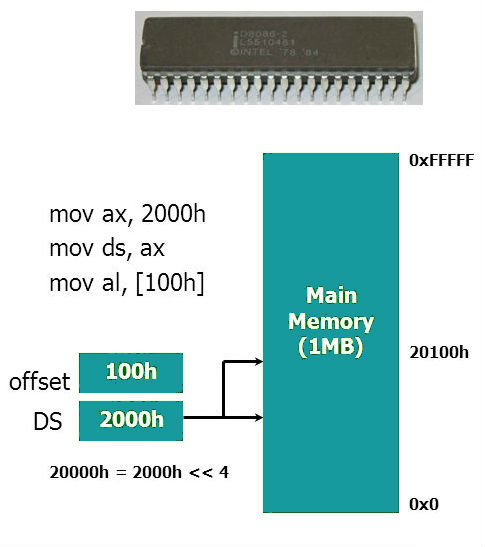 i D8086-2
L5510461
©INTEL '78 '84
0xFFFFF
mov ax, 2000h
mov ds, ax
mov al, [100h]
Main
Memory
(1MB)
20100h
offset 100h
DS 2000h
20000h = 2000h << 4
0x0